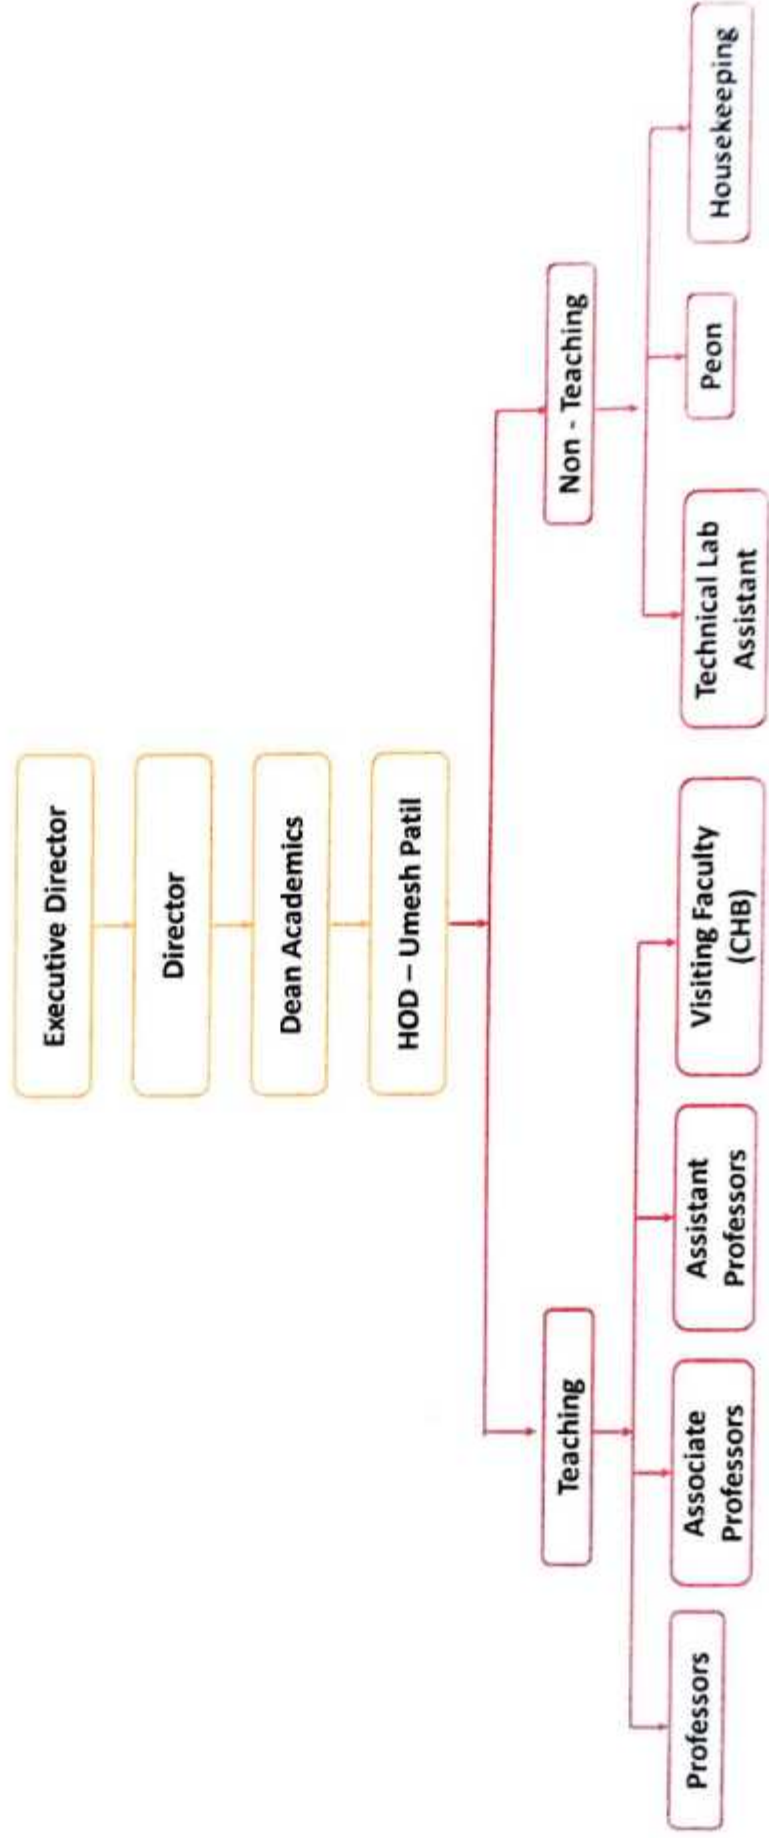 Executive Director
Director
Dean Academics
HOD – Umesh Patil
Teaching
Non - Teaching
Professors
Associate
Professors
Assistant
Professors
Visiting Faculty
(CHB)
Technical Lab
Assistant
Peon
Housekeeping